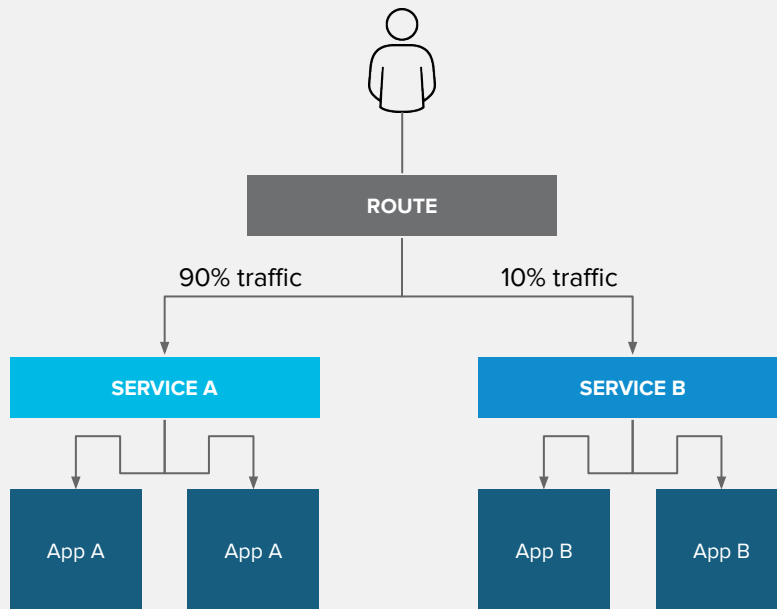 ROUTE
90% traffic
10% traffic
SERVICE A
SERVICE B
App A
App A
App B
App B